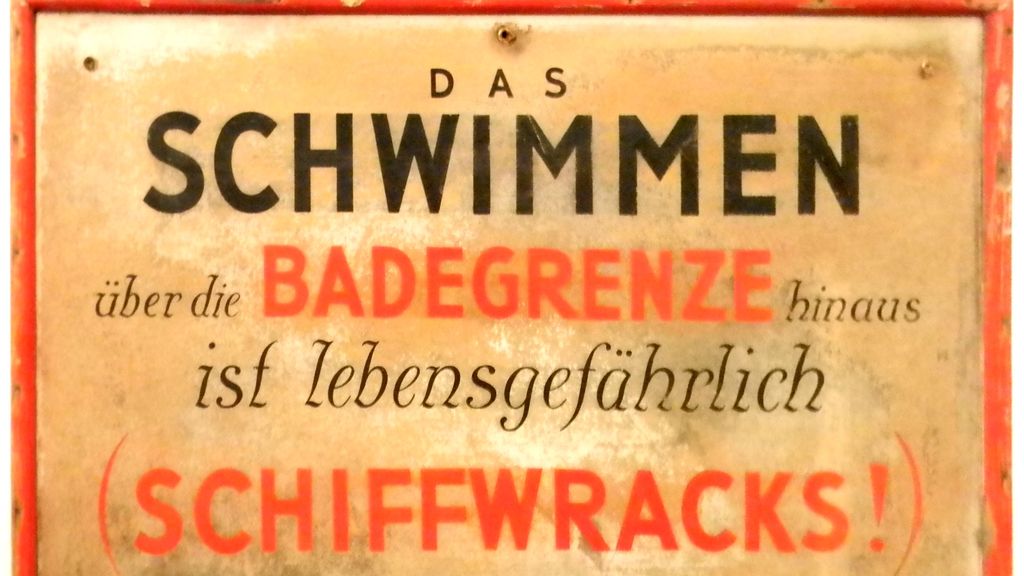 DAS
SCHWIMMEN
über die BADEGRENZE hinaus
ist lebensgefährlich
(SCHIFFWRACKS!)